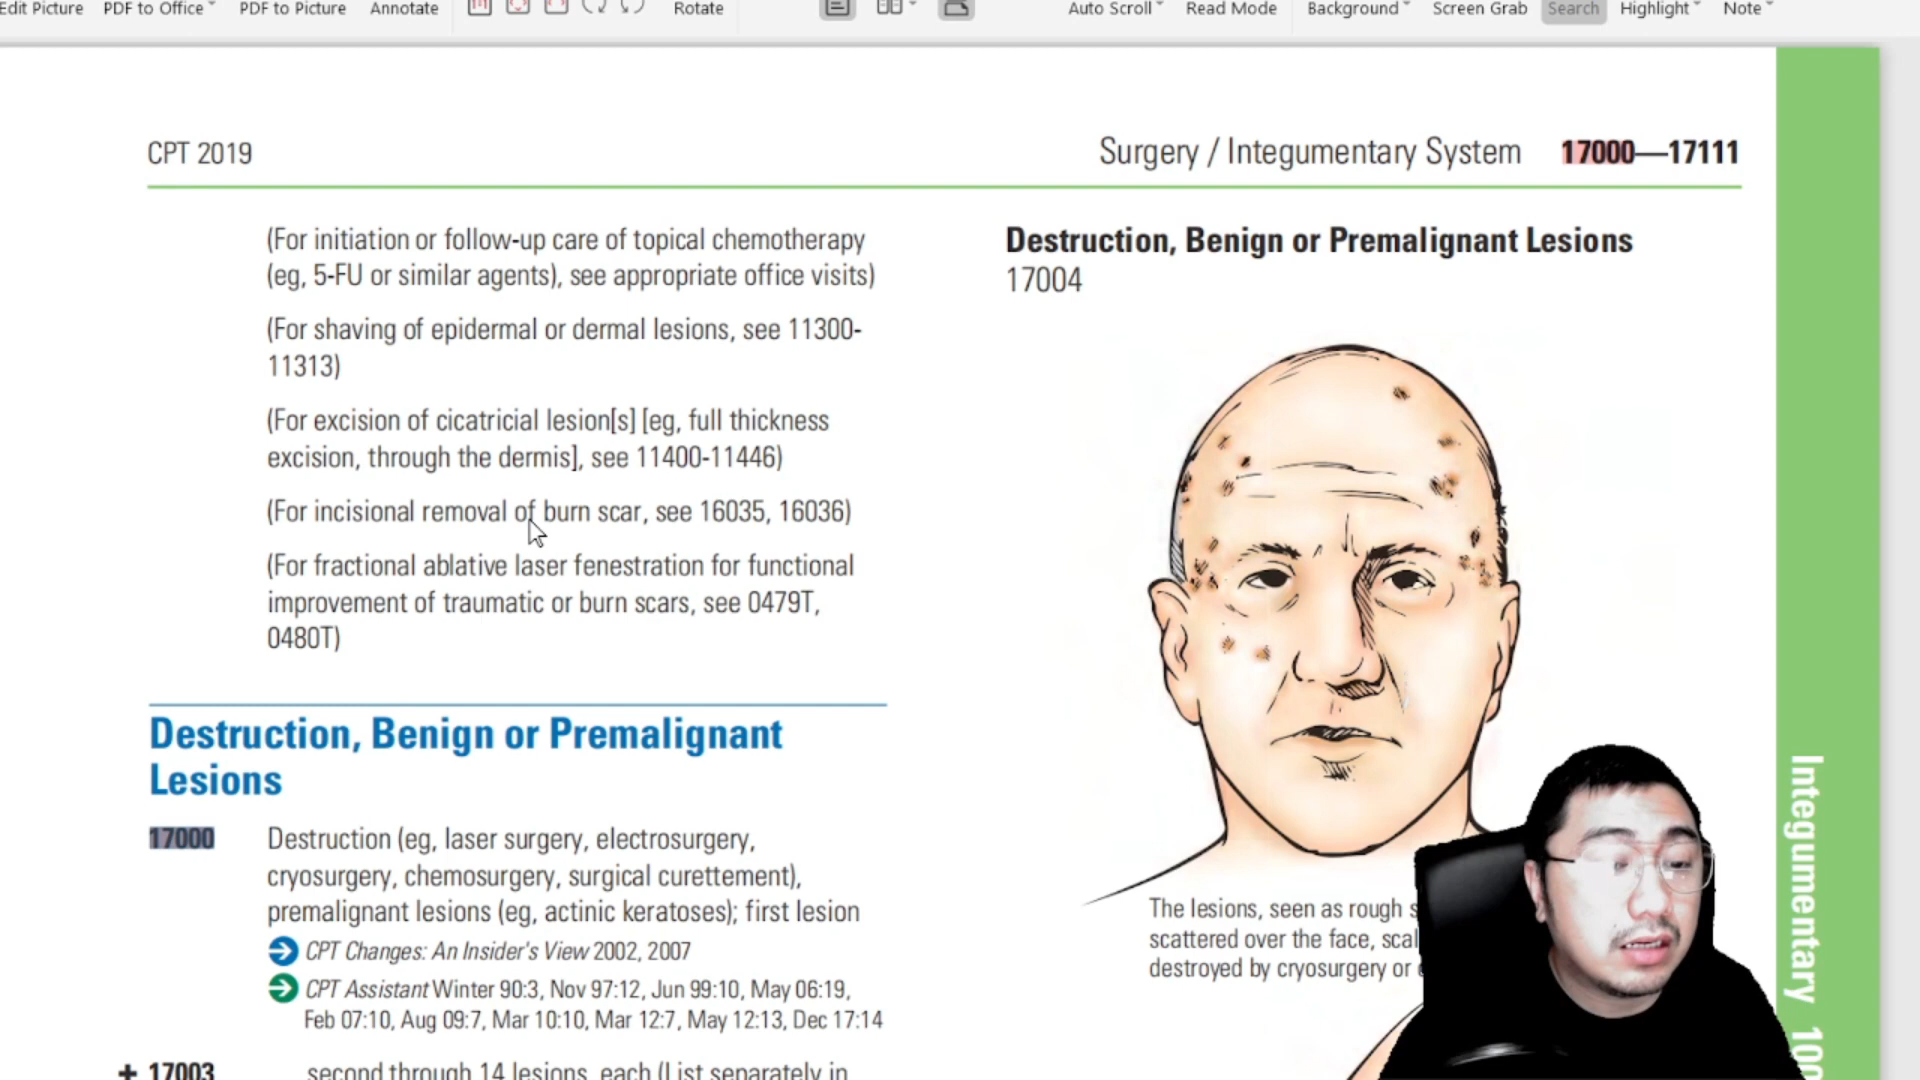 Edit Picture PDF to Office PDF to Picture Annotate Rotate Auto Scroll Read Mode Background Screen Grab Search Highlight Note
CPT 2019
Surgery / Integumentary System 17000—17111
(For initiation or follow-up care of topical chemotherapy
(eg, 5-FU or similar agents), see appropriate office visits)
(For shaving of epidermal or dermal lesions, see 11300-
11313)
(For excision of cicatricial lesion[s] [eg, full thickness
excision, through the dermis], see 11400-11446)
(For incisional removal of burn scar, see 16035, 16036)
(For fractional ablative laser fenestration for functional
improvement of traumatic or burn scars, see 0479T,
0480T)
Destruction, Benign or Premalignant
Lesions
17000 Destruction (eg, laser surgery, electrosurgery,
cryosurgery, chemosurgery, surgical curettement),
premalignant lesions (eg, actinic keratoses); first lesion
CPT Changes: An Insider's View 2002, 2007
CPT Assistant Winter 90:3, Nov 97:12, Jun 99:10, May 06:19,
Feb 07:10, Aug 09:7, Mar 10:10, Mar 12:7, May 12:13, Dec 17:14
+ 17003 second through 14 lesions, each (List separately in
Destruction, Benign or Premalignant Lesions
17004
The lesions, seen as rough
scattered over the face,
destroyed by cryosurgery or
Integumentary